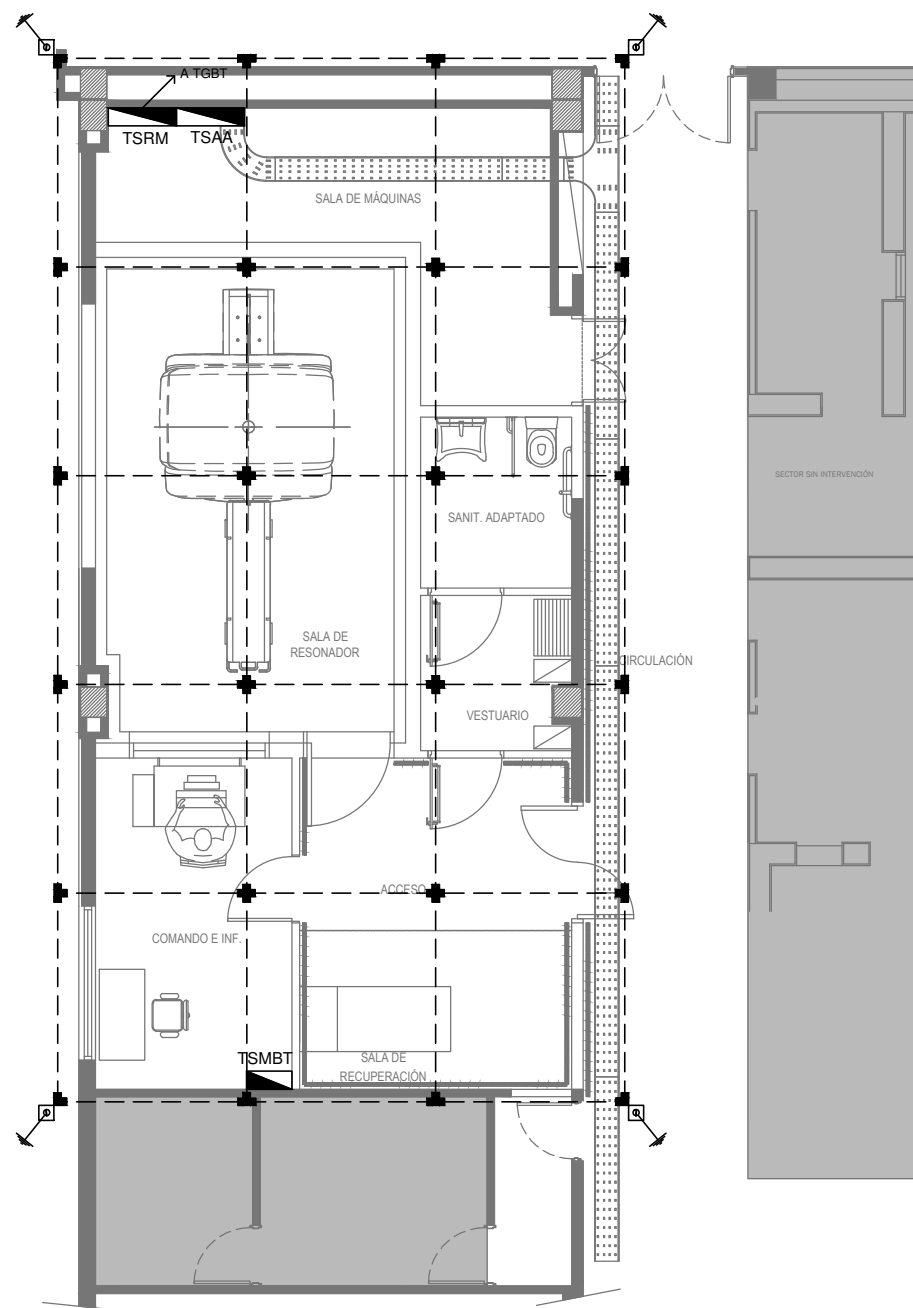 A TGBT
TSRM
TSAA
SALA DE MÁQUINAS
SECTOR SIN INTERVENCIÓN
SANIT. ADAPTADO
SALA DE
RESONADOR
CIRCULACIÓN
VESTUARIO
ACCESO
COMANDO E INF.
TSMBT
SALA DE
RECUPERACIÓN